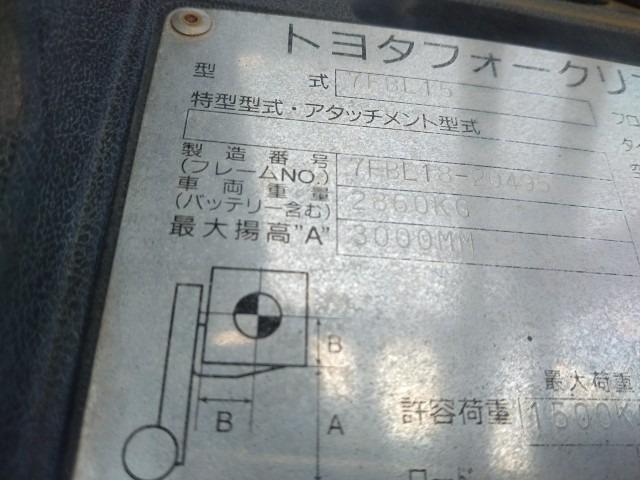 トヨタフォークリ
型式 7FBL15
特型型式・アタッチメント型式
製造番号
(フレームNO.) 7FBL18-20495
車両重量
(バッテリー含む) 2860KG
最大揚高"A" 3000MM
B
B
A
最大荷重
許容荷重 1500K
ロード